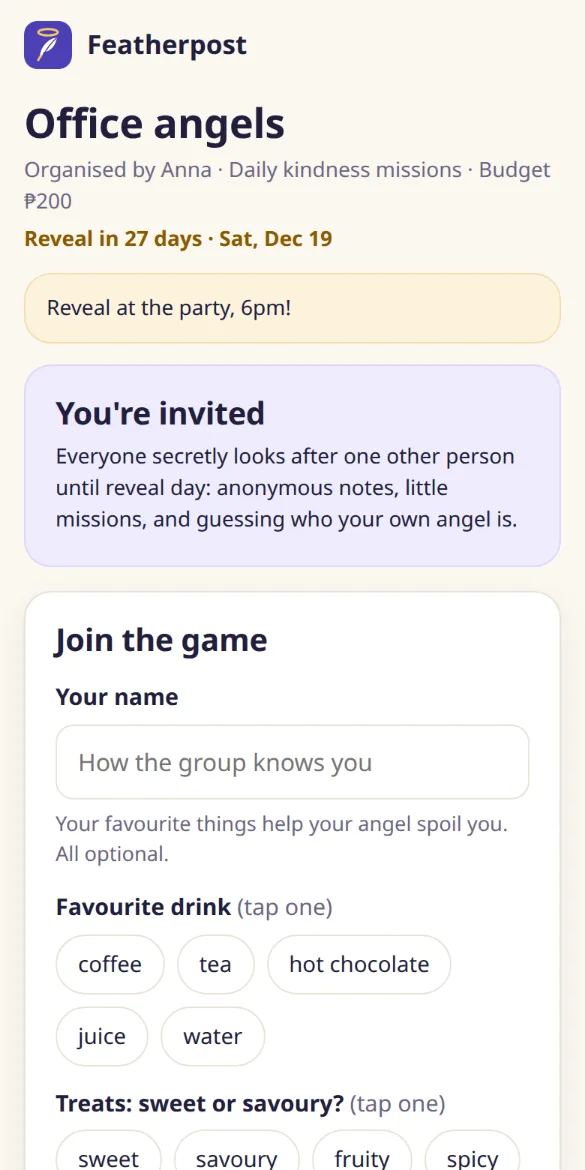 Featherpost
Office angels
Organised by Anna · Daily kindness missions · Budget
₱200
Reveal in 27 days · Sat, Dec 19
Reveal at the party, 6pm!
You're invited
Everyone secretly looks after one other person
until reveal day: anonymous notes, little
missions, and guessing who your own angel is.
Join the game
Your name
How the group knows you
Your favourite things help your angel spoil you.
All optional.
Favourite drink (tap one)
coffee tea hot chocolate
juice water
Treats: sweet or savoury? (tap one)
sweet savoury fruity spicy